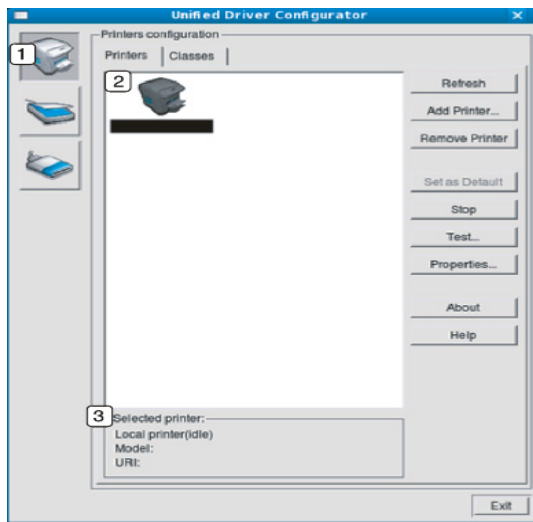 Unified Driver Configurator
Printers configuration
1
Printers Classes
2
Refresh
Add Printer...
Remove Printer
Set as Default
Stop
Test...
Properties...
About
Help
3
Selected printer:
Local printer(idle)
Model:
URI:
Exit